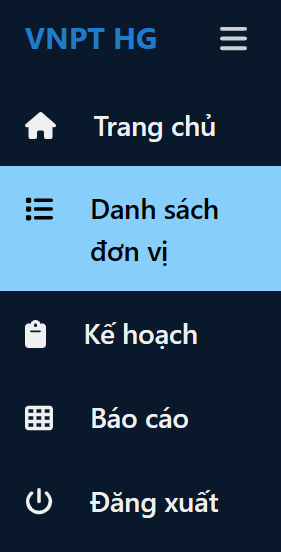 VNPT HG
Trang chủ
Danh sách
đơn vị
Kế hoạch
Báo cáo
Đăng xuất